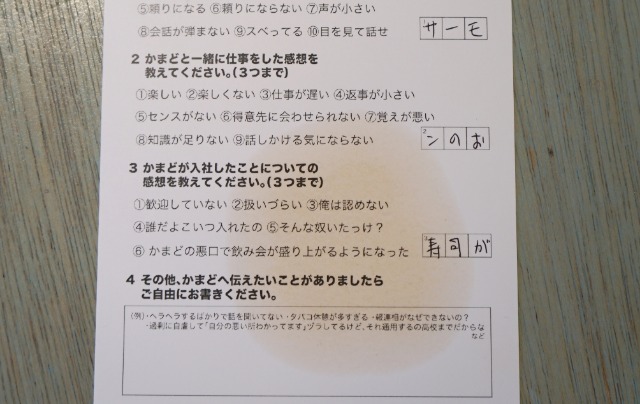 ⑤頼りになる ⑥頼りにならない ⑦声が小さい
⑧会話が弾まない ⑨スベってる ⑩目を見て話せ
サーモ
2 かまどと一緒に仕事をした感想を
教えてください。(3つまで)
①楽しい ②楽しくない ③仕事が遅い ④返事が小さい
⑤センスがない ⑥得意先に会わせられない ⑦覚えが悪い
⑧知識が足りない ⑨話しかける気にならない
ンのお
3 かまどが入社したことについての
感想を教えてください。(3つまで)
①歓迎していない ②扱いづらい ③俺は認めない
④誰だよこいつ入れたの ⑤そんな奴いたっけ?
⑥ かまどの悪口で飲み会が盛り上がるようになった
寿司が
4 その他、かまどへ伝えたいことがありましたら
ご自由にお書きください。
(例)・ヘラヘラするばかりで話を聞いてない ・タバコ休憩が多すぎる ・報連相がなぜできないの?
・過剰に自虐して「自分の悪い所わかってます」ヅラしてるけど、それ通用するの高校までだからな
など